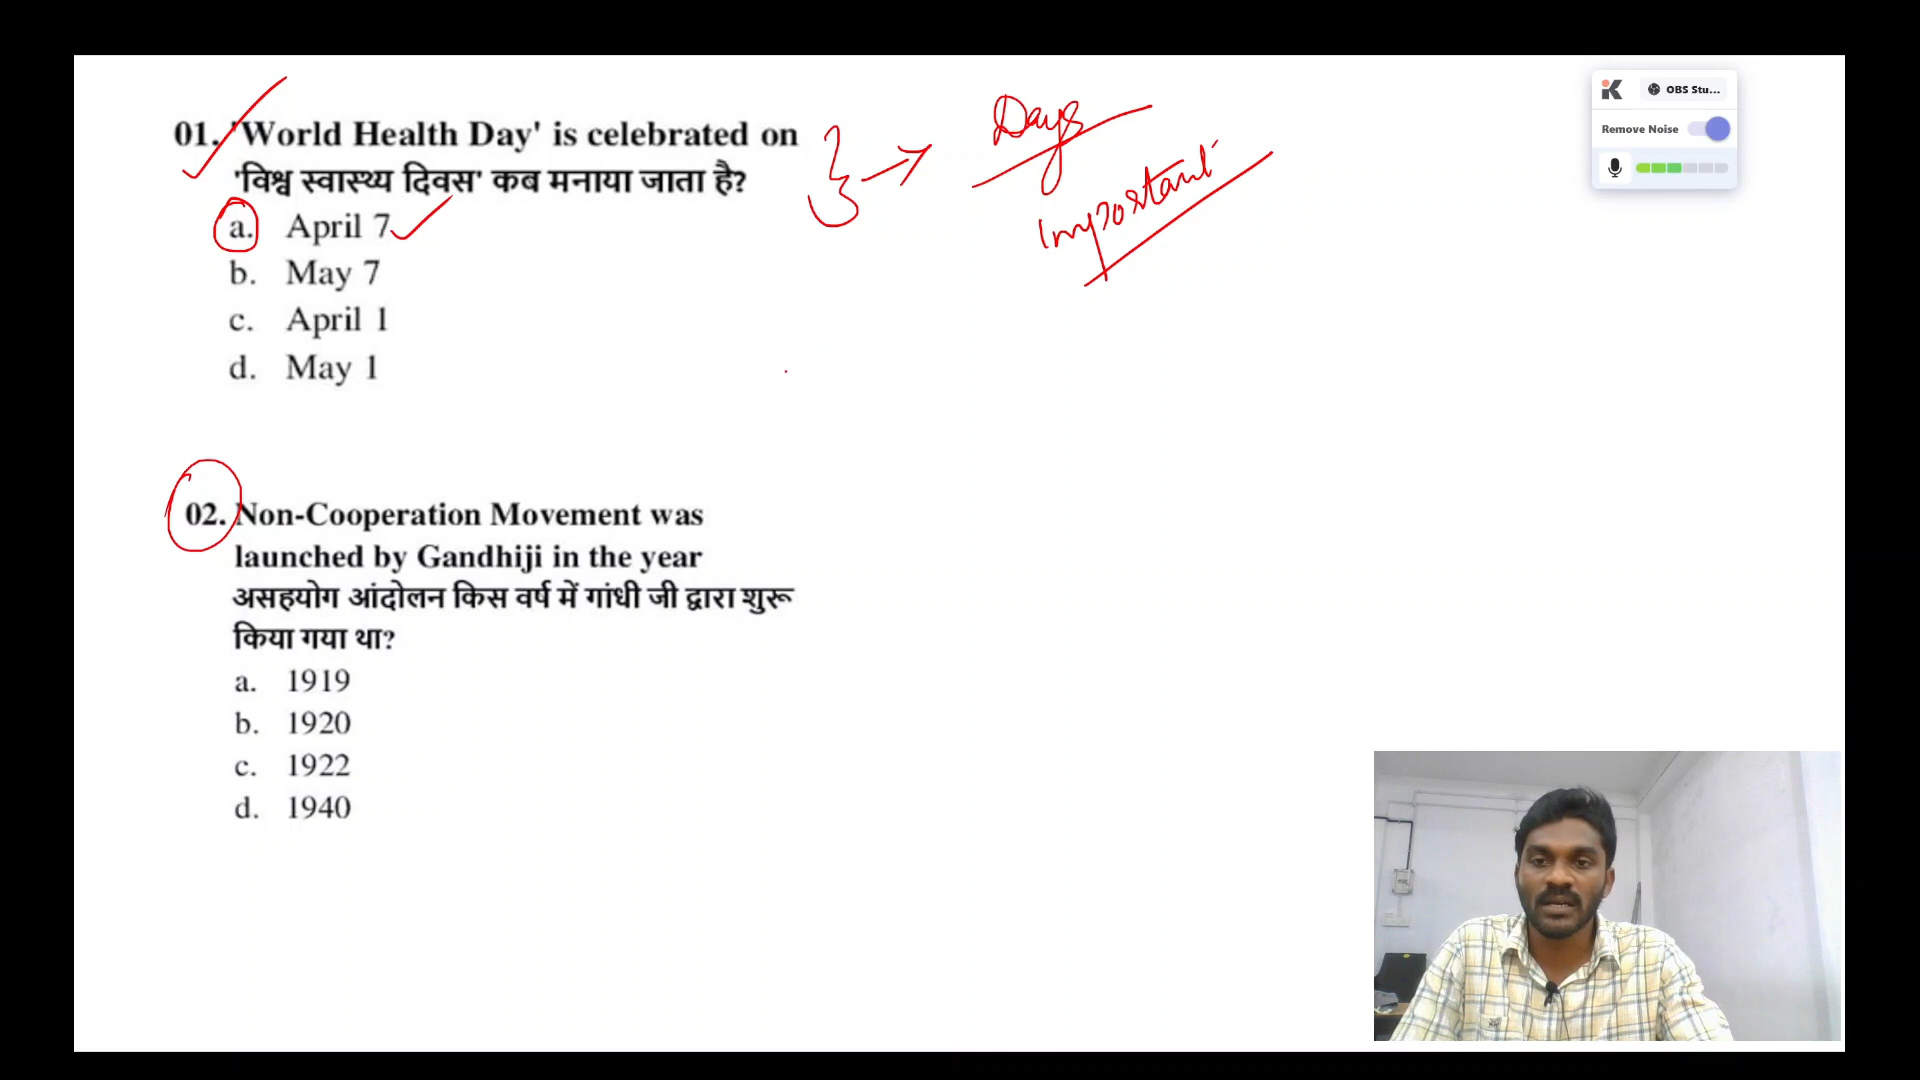 01. 'World Health Day' is celebrated on
'विश्व स्वास्थ्य दिवस' कब मनाया जाता है?
a. April 7
b. May 7
c. April 1
d. May 1
Days
Important
OBS Stu...
Remove Noise
02. Non-Cooperation Movement was
launched by Gandhiji in the year
असहयोग आंदोलन किस वर्ष में गांधी जी द्वारा शुरू
किया गया था?
a. 1919
b. 1920
c. 1922
d. 1940